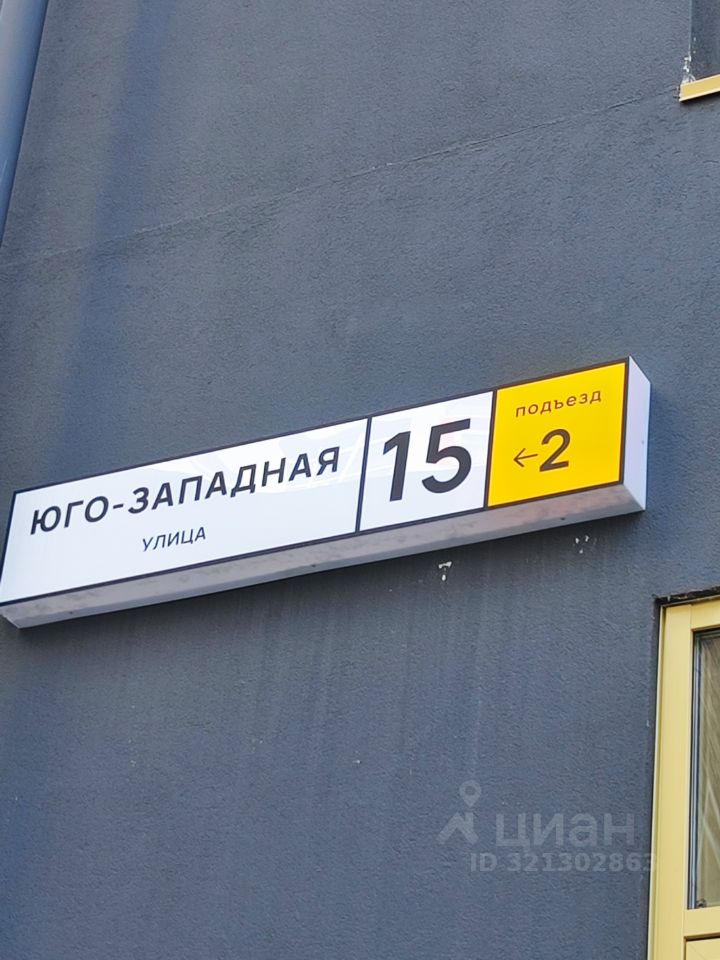 ЮГО-ЗАПАДНАЯ
УЛИЦА
15
подъезд
←2
циан
ID 321302863